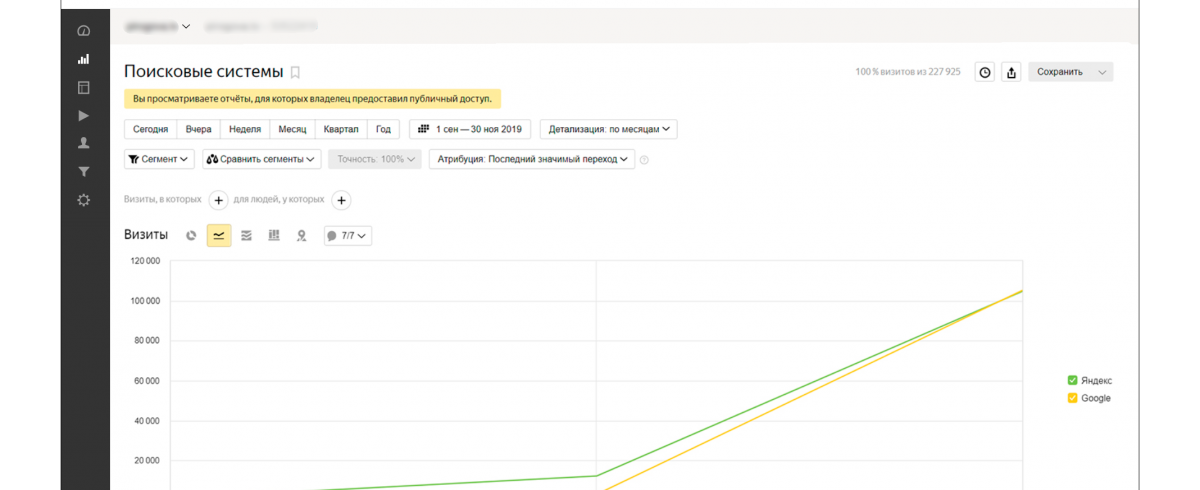 Поисковые системы
100 % визитов из 227 925
Сохранить
Вы просматриваете отчёты, для которых владелец предоставил публичный доступ.
Сегодня Вчера Неделя Месяц Квартал Год 1 сен — 30 ноя 2019 Детализация: по месяцам
Сегмент Сравнить сегменты Точность: 100% Атрибуция: Последний значимый переход ?
Визиты, в которых + для людей, у которых +
Визиты 7/7
120 000
100 000
80 000
60 000
40 000
20 000
Яндекс
Google